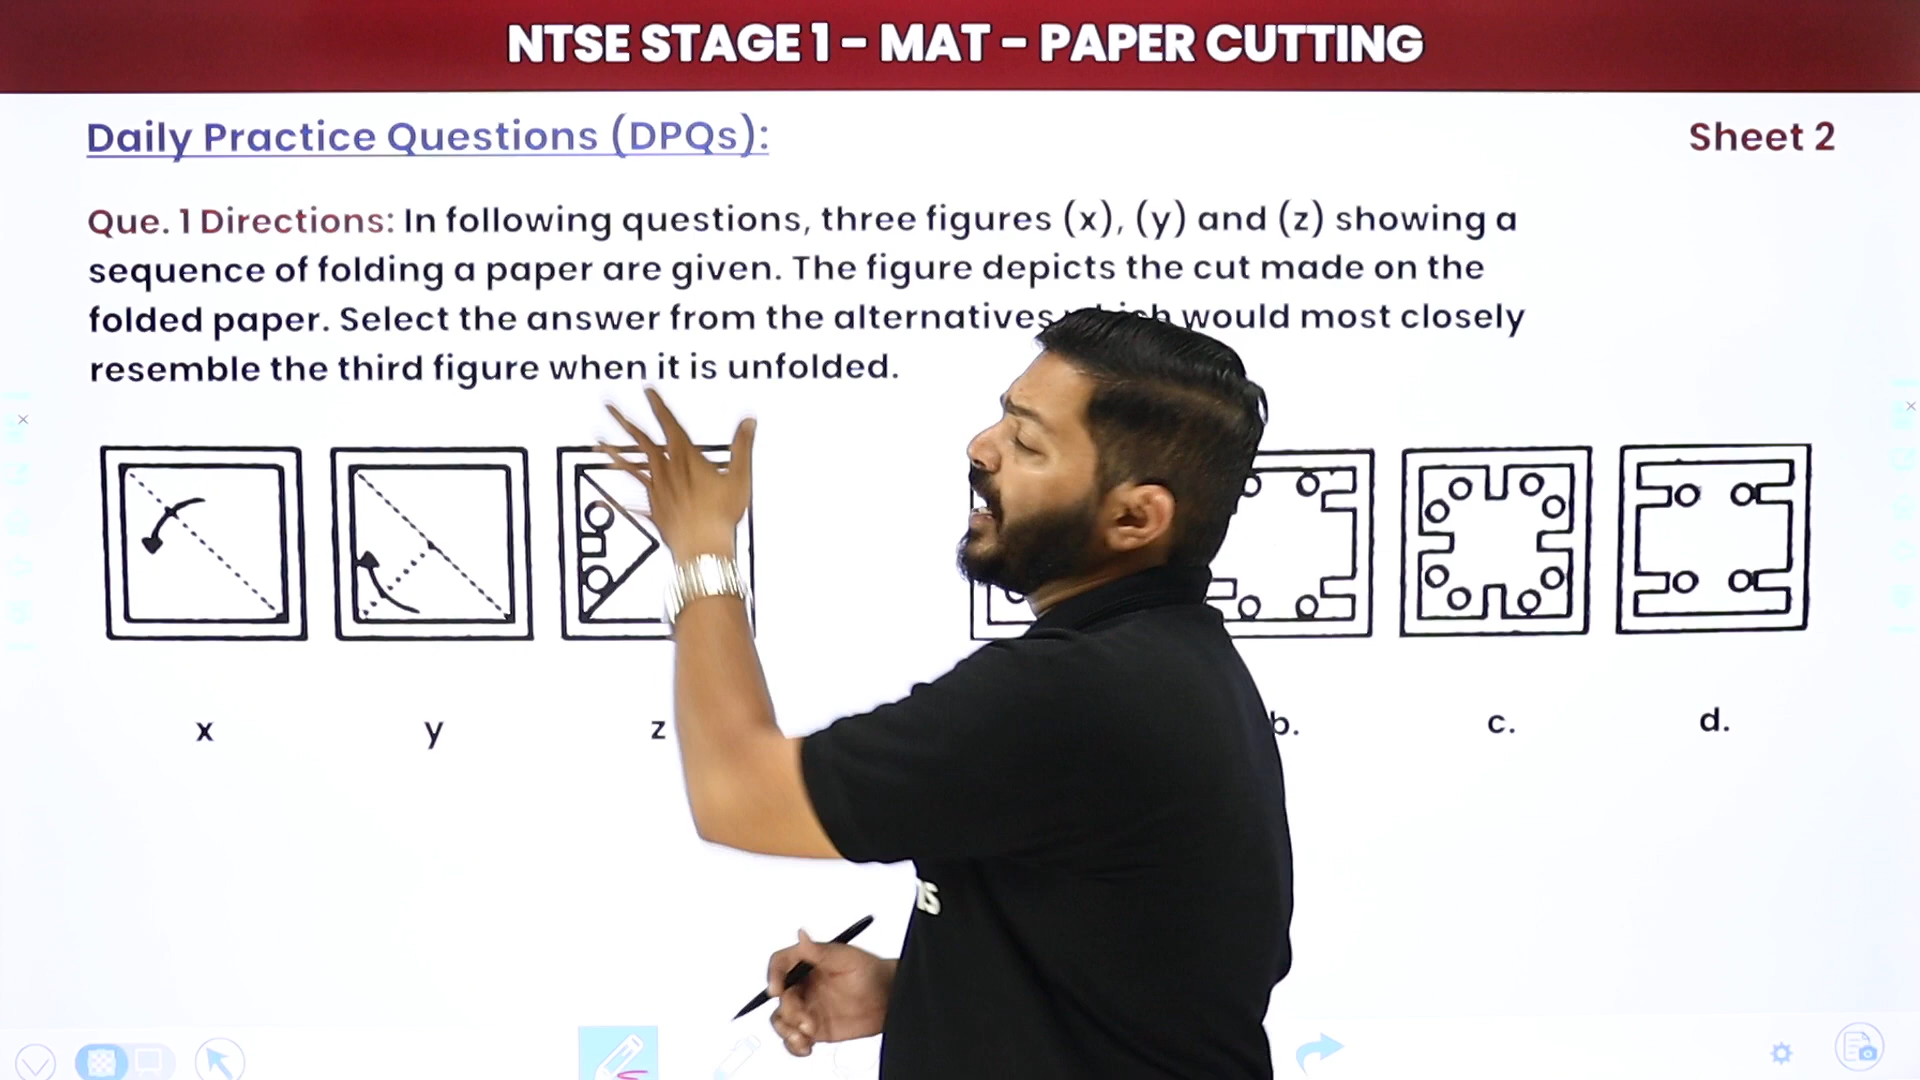 NTSE STAGE 1 - MAT - PAPER CUTTING
Daily Practice Questions (DPQs):
Sheet 2
Que. 1 Directions: In following questions, three figures (x), (y) and (z) showing a
sequence of folding a paper are given. The figure depicts the cut made on the
folded paper. Select the answer from the alternatives which would most closely
resemble the third figure when it is unfolded.
x
y
z
b.
c.
d.